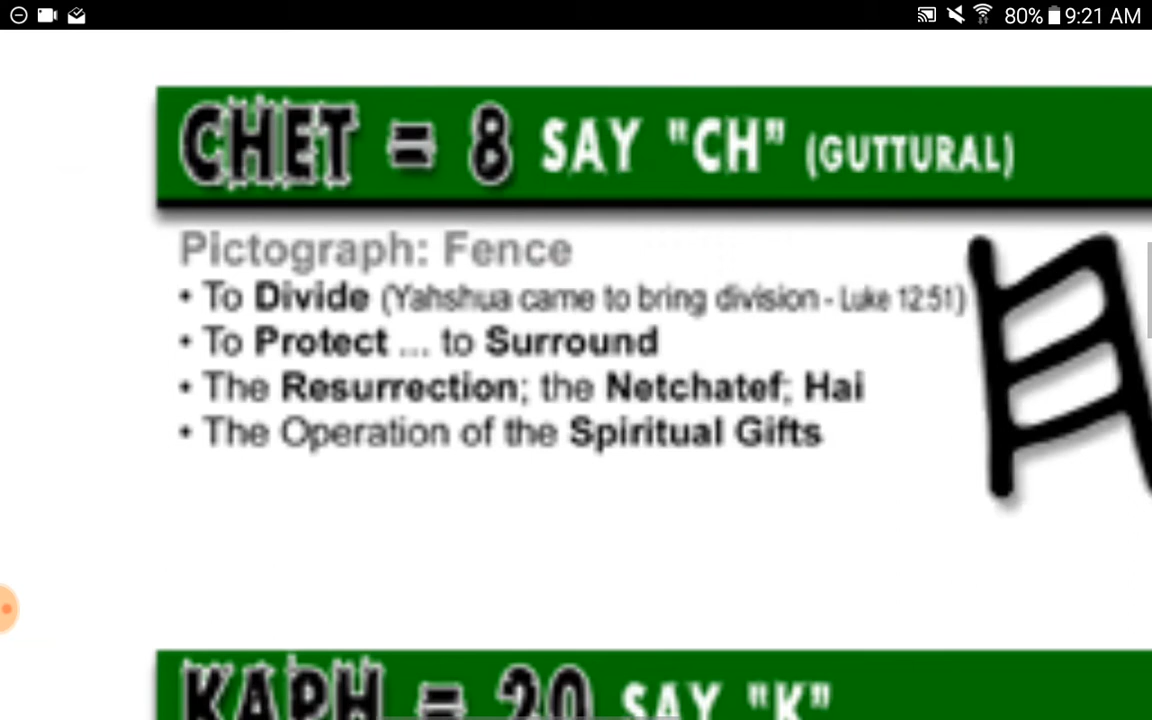 80% 9:21 AM
CHET = 8 SAY "CH" (GUTTURAL)
Pictograph: Fence
• To Divide (Yahshua came to bring division - Luke 12:51)
• To Protect ... to Surround
• The Resurrection; the Netchatef; Hai
• The Operation of the Spiritual Gifts
KAPH = 20 SAY "K"